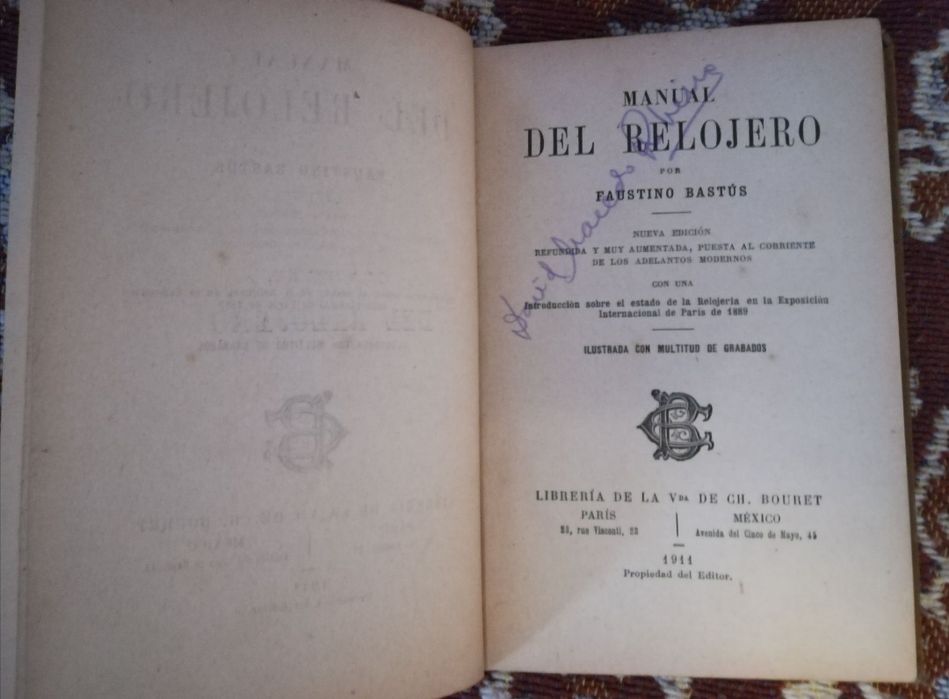 MANUAL
DEL RELOJERO
POR
FAUSTINO BASTÚS
NUEVA EDICIÓN
REFUNDIDA Y MUY AUMENTADA, PUESTA AL CORRIENTE
DE LOS ADELANTOS MODERNOS
CON UNA
Introducción sobre el estado de la Relojería en la Exposición
Internacional de París de 1889
ILUSTRADA CON MULTITUD DE GRABADOS
LIBRERÍA DE LA Vda DE CH. BOURET
PARÍS
23, rue Visconti, 23
MÉXICO
Avenida del Cinco de Mayo, 45
1911
Propiedad del Editor.
David